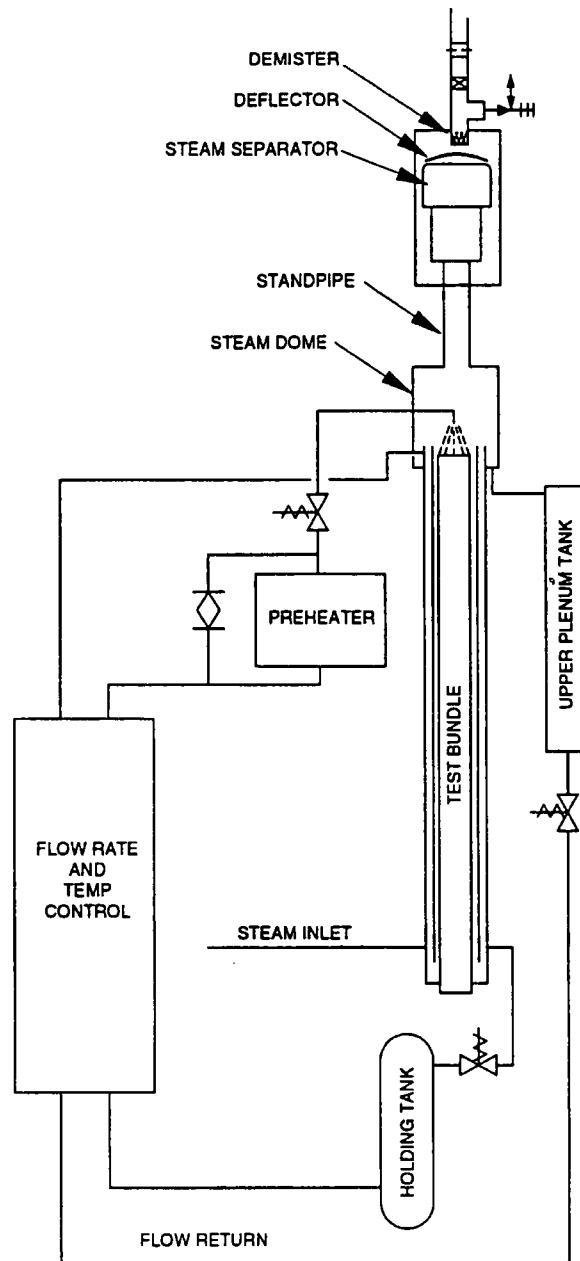 DEMISTER
DEFLECTOR
STEAM SEPARATOR
STANDPIPE
STEAM DOME
PREHEATER
UPPER PLENUM TANK
TEST BUNDLE
FLOW RATE
AND
TEMP
CONTROL
STEAM INLET
HOLDING TANK
FLOW RETURN